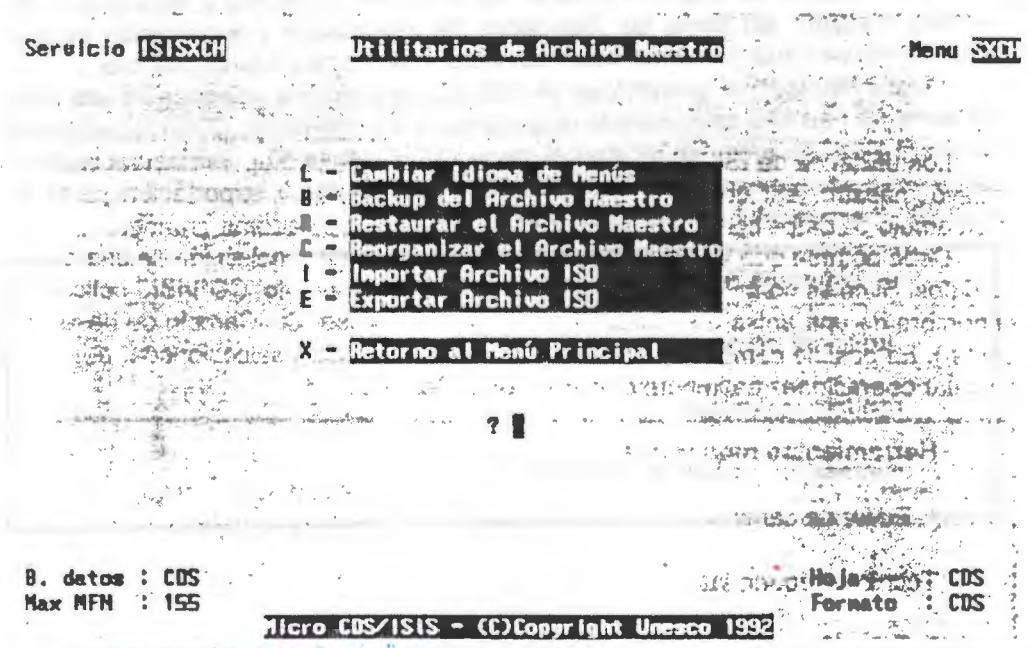 Servicio ISISXCH Utilitarios de Archivo Maestro Menu SXCH
L - Cambiar Idioma de Menús
B - Backup del Archivo Maestro
R - Restaurar el Archivo Maestro
C - Reorganizar el Archivo Maestro
I - Importar Archivo ISO
E - Exportar Archivo ISO
X - Retorno al Menú Principal
?
B. datos : CDS Hoja : CDS
Max MFN : 155 Formato : CDS
Micro CDS/ISIS - (C)Copyright Unesco 1992